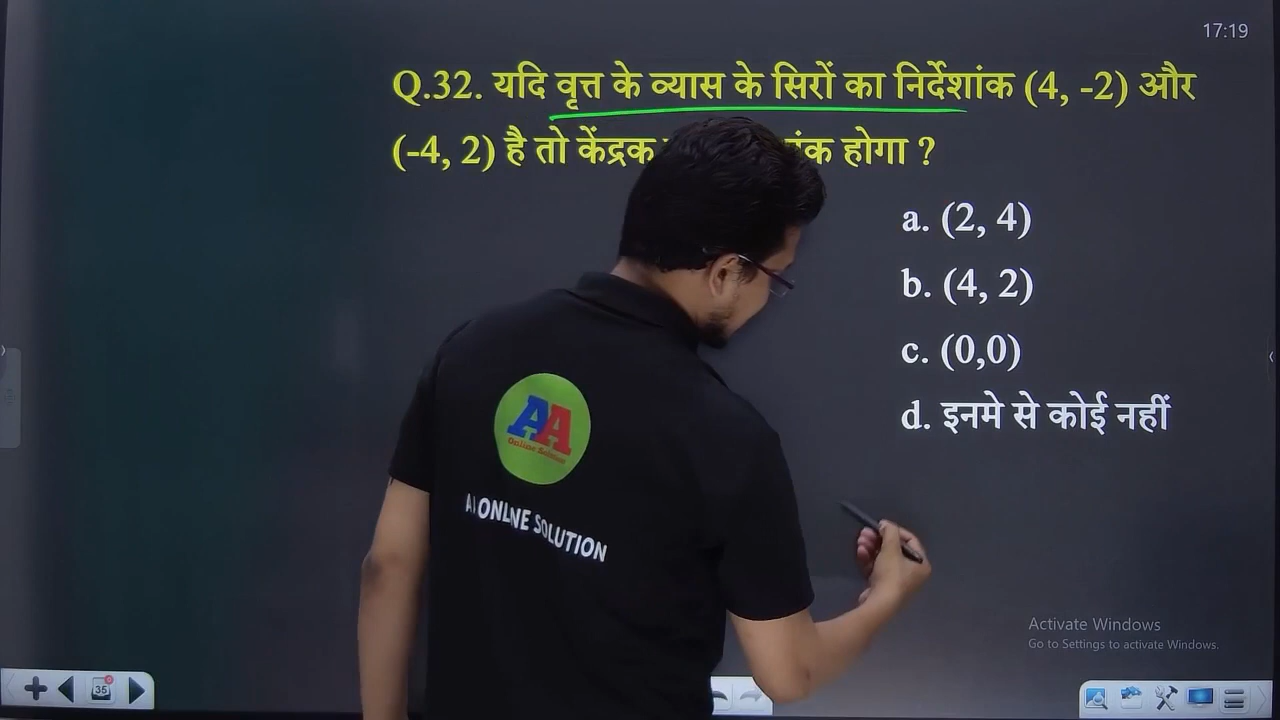 17:19
Q.32. यदि वृत्त के व्यास के सिरों का निर्देशांक (4, -2) और
(-4, 2) है तो केंद्रक होगा ?
a. (2, 4)
b. (4, 2)
c. (0,0)
d. इनमे से कोई नहीं
AA
Online Solution
ONLINE SOLUTION
Activate Windows
Go to Settings to activate Windows.
35